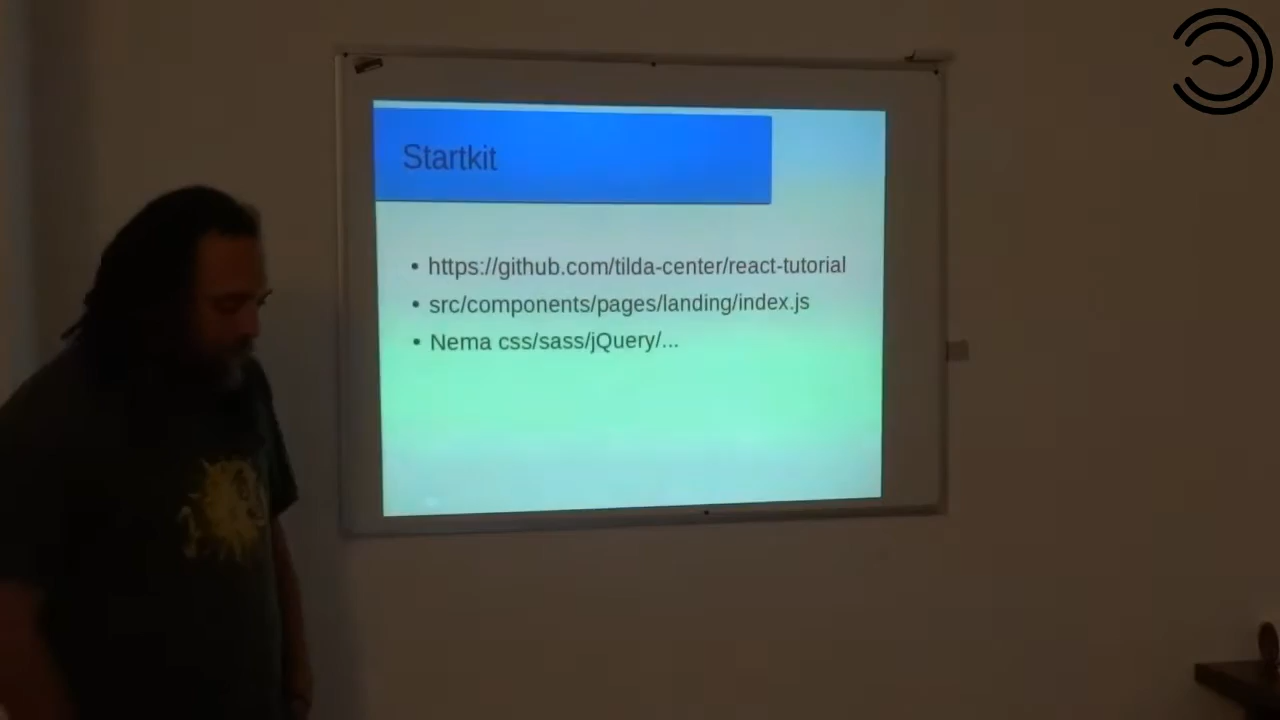 Startkit
• https://github.com/tilda-center/react-tutorial
• src/components/pages/landing/index.js
• Nema css/sass/jQuery/...